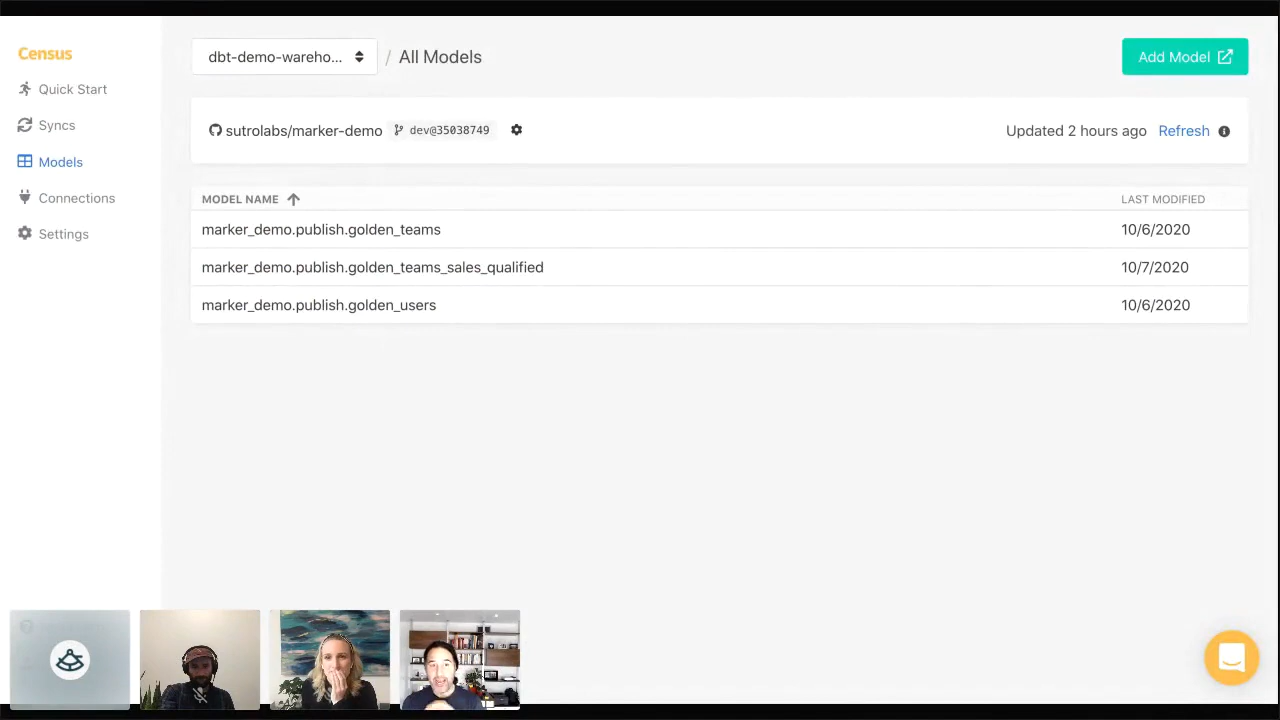 Census
Quick Start
Syncs
Models
Connections
Settings
dbt-demo-wareho... / All Models
Add Model
sutrolabs/marker-demo dev@35038749
Updated 2 hours ago Refresh
MODEL NAME LAST MODIFIED
marker_demo.publish.golden_teams 10/6/2020
marker_demo.publish.golden_teams_sales_qualified 10/7/2020
marker_demo.publish.golden_users 10/6/2020